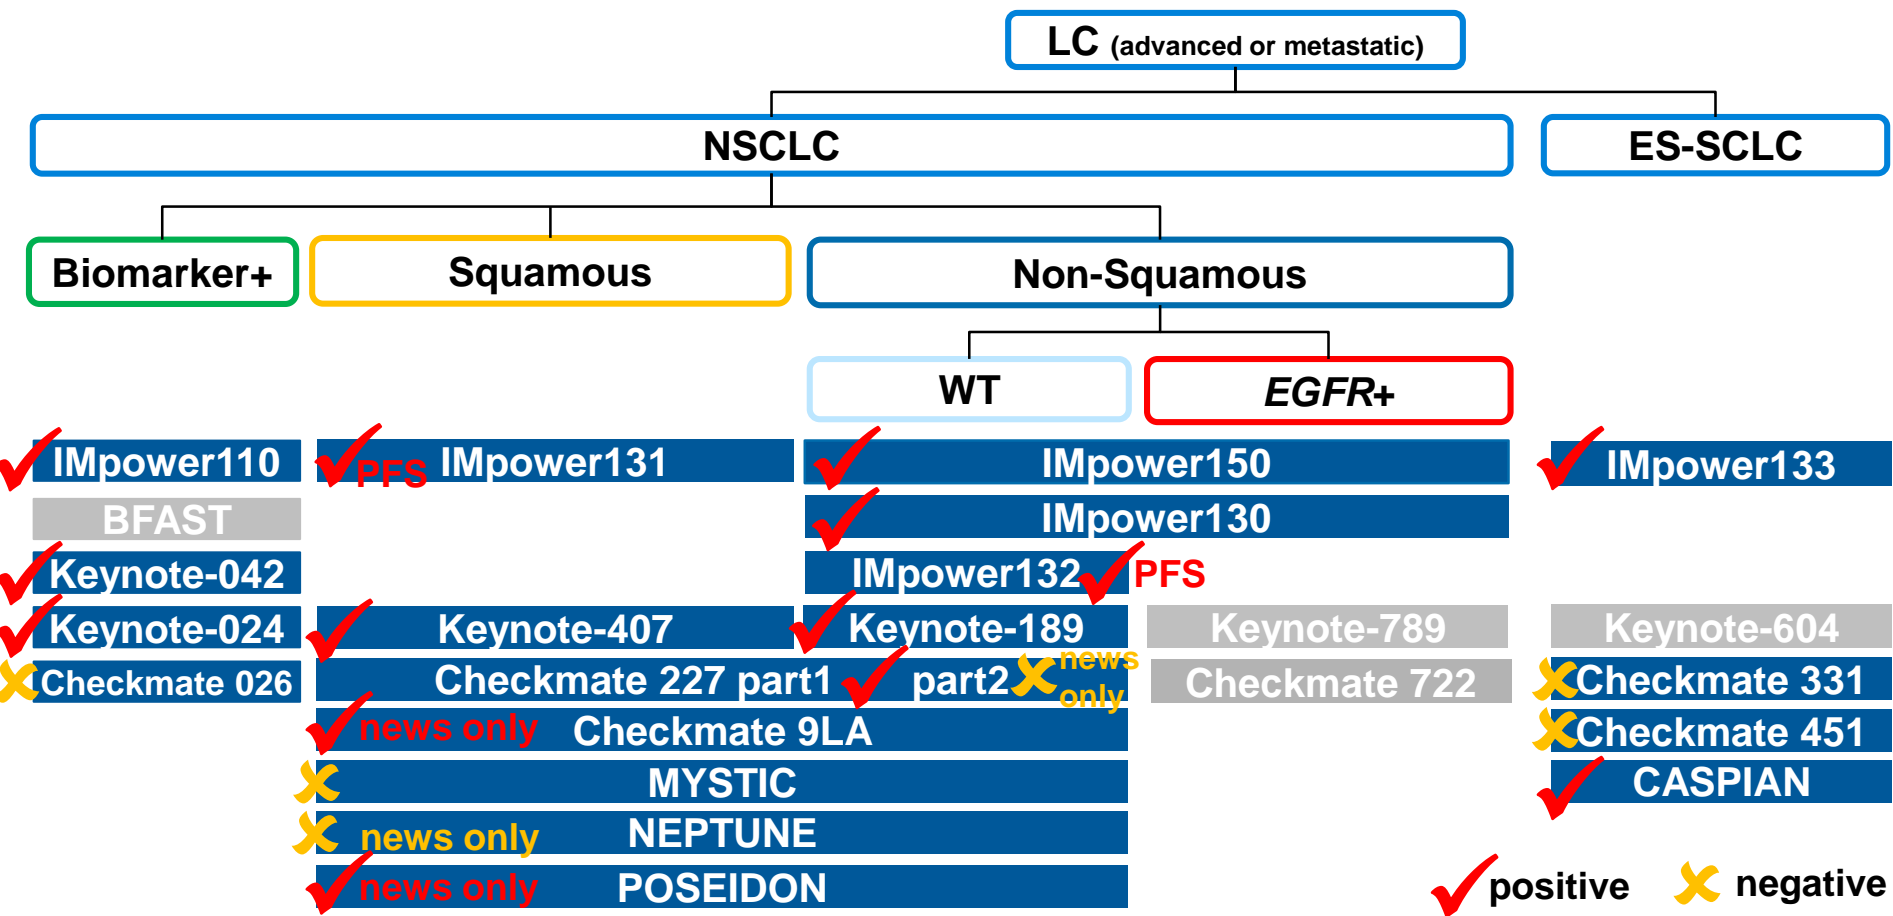 LC (advanced or metastatic)
NSCLC
ES-SCLC
Biomarker+
Squamous
Non-Squamous
WT
EGFR+
IMpower110
PFS IMpower131
IMpower150
IMpower133
BFAST
IMpower130
Keynote-042
IMpower132 PFS
Keynote-024
Keynote-407
Keynote-189
Keynote-789
Keynote-604
Checkmate 026
Checkmate 227 part1 part2
news
only
Checkmate 722
Checkmate 331
news only Checkmate 9LA
Checkmate 451
MYSTIC
CASPIAN
news only NEPTUNE
news only POSEIDON
positive
negative